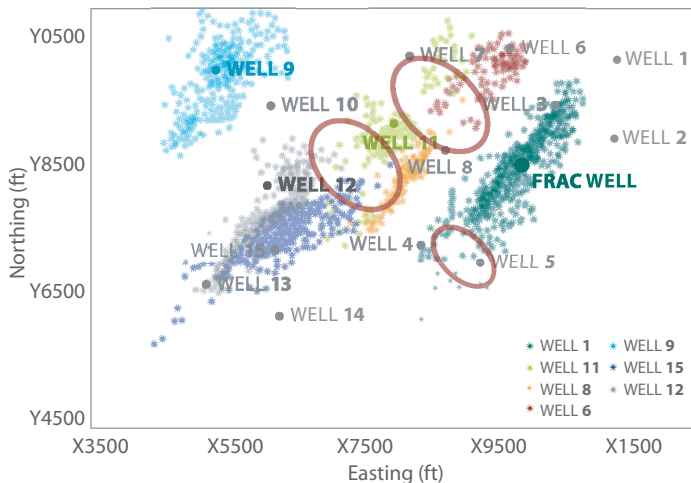 Y0500
WELL 7
WELL 6
WELL 1
WELL 9
WELL 10
WELL 3
WELL 2
WELL 11
Y8500
WELL 8
WELL 12
FRAC WELL
Northing (ft)
WELL 15
WELL 4
WELL 5
WELL 13
Y6500
WELL 14
WELL 1
WELL 9
WELL 11
WELL 15
WELL 8
WELL 12
WELL 6
Y4500
X3500
X5500
X7500
X9500
X1500
Easting (ft)